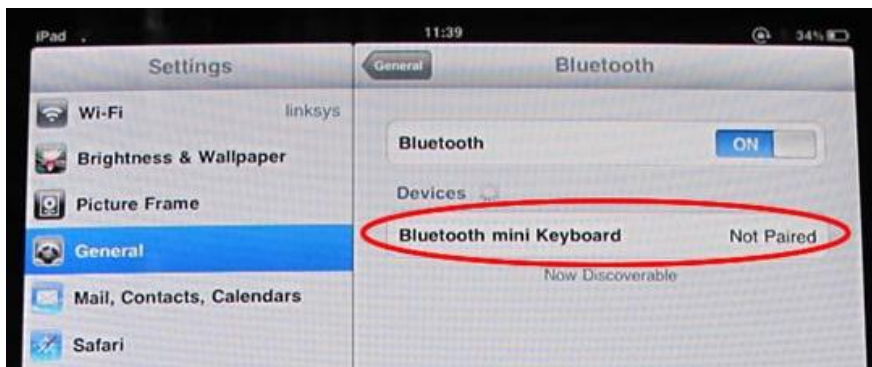 iPad 11:39 34%
Settings
General
Bluetooth
Wi-Fi linksys
Brightness & Wallpaper
Picture Frame
General
Mail, Contacts, Calendars
Safari
Bluetooth ON
Devices
Bluetooth mini Keyboard Not Paired
Now Discoverable